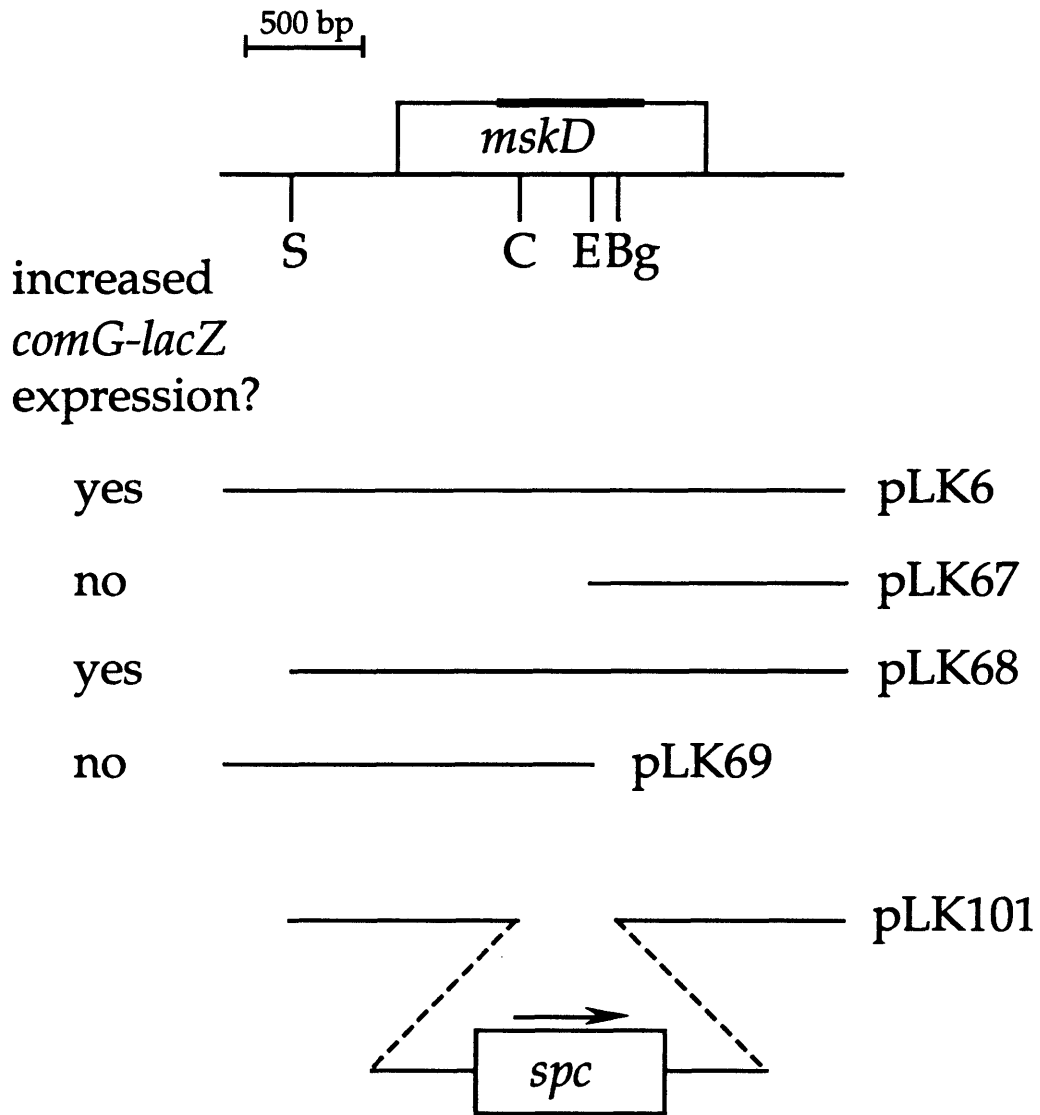 500 bp
mskD
S C E Bg
increased
comG-lacZ
expression?
yes pLK6
no pLK67
yes pLK68
no pLK69
pLK101
spc